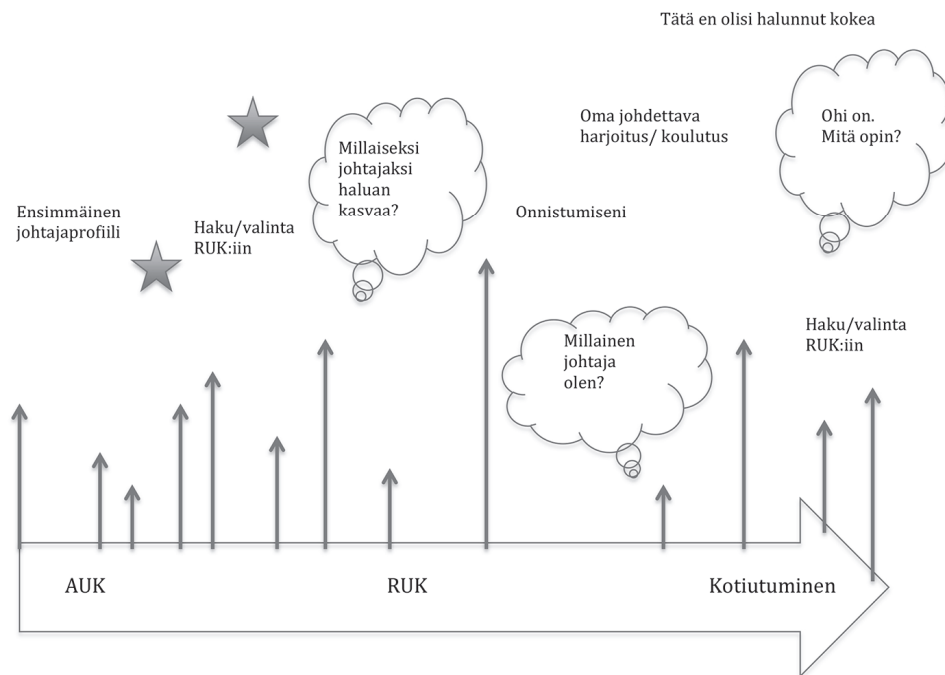 Tätä en olisi halunnut kokea
Millaiseksi
johtajaksi
haluan
kasvaa?
Oma johdettava
harjoitus/ koulutus
Ohi on.
Mitä opin?
Ensimmäinen
johtajaprofiili
Haku/valinta
RUK:iin
Onnistumiseni
Millainen
johtaja
olen?
Haku/valinta
RUK:iin
AUK
RUK
Kotiutuminen